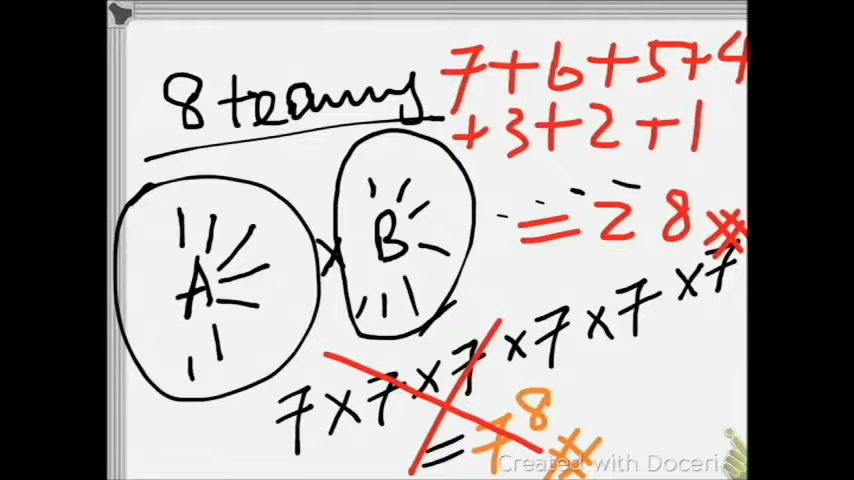 8 teams
7+6+5+4
+3+2+1
=28
A × B
7×7×7×7×7×7
=7⁸
Created with Doceri